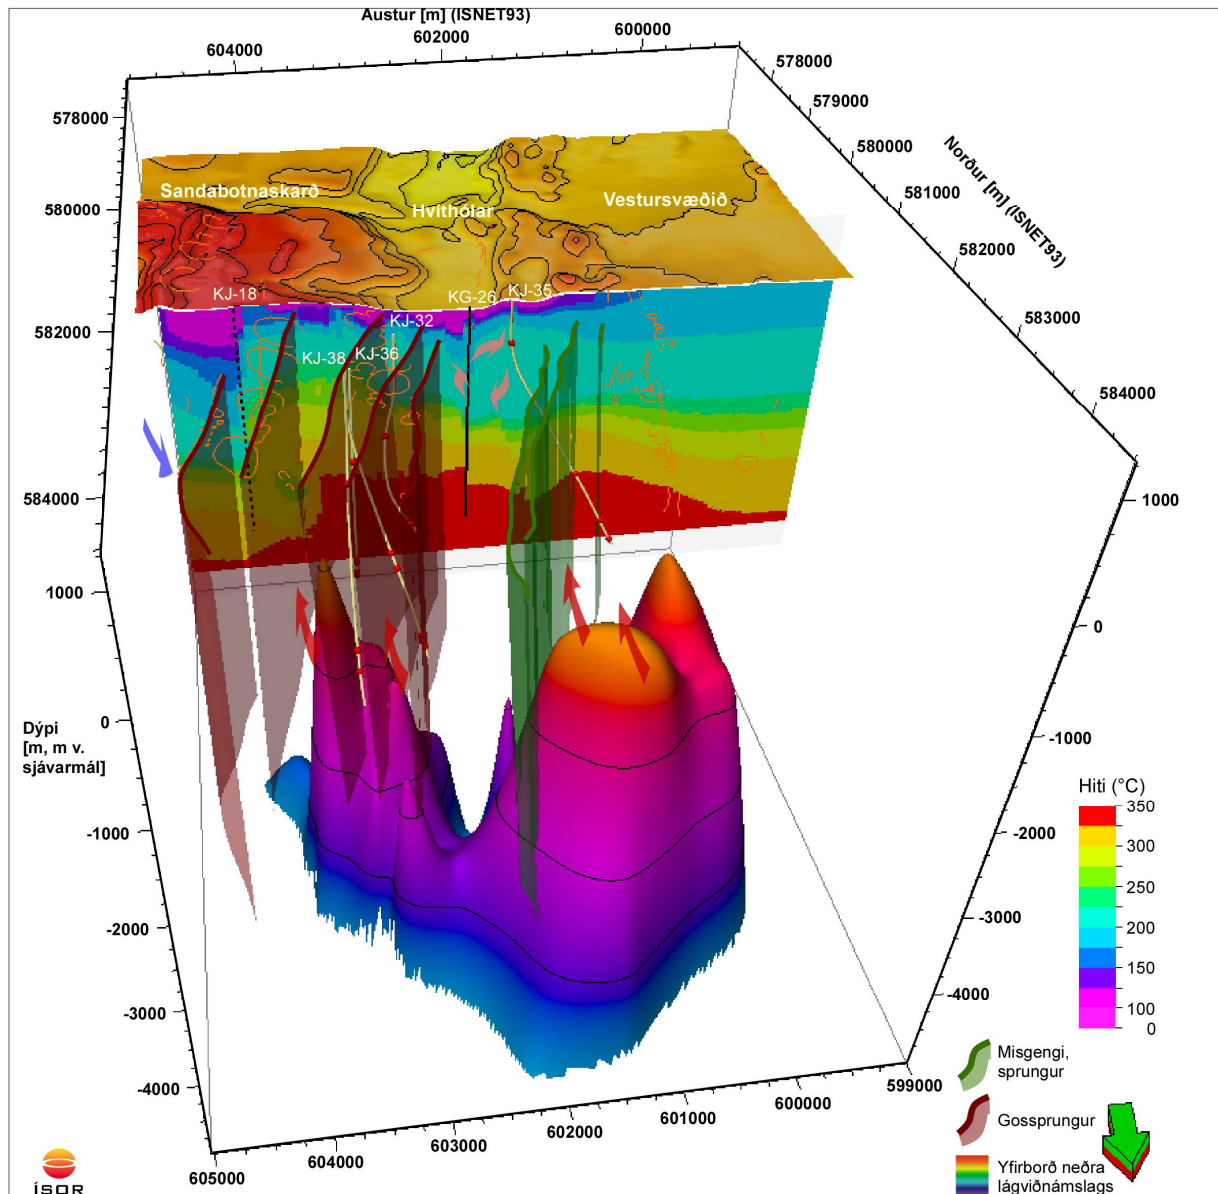 Austur [m] (ISNET93)
604000
602000
600000
578000
579000
580000
581000
582000
583000
584000
Norður [m] (ISNET93)
578000
580000
582000
584000
Sandabotnaskarð
Hvíthólar
Vestursvæðið
KJ-18
KG-26
KJ-35
KJ-32
KJ-38
KJ-36
1000
0
-1000
-2000
-3000
-4000
Dýpi
[m, m v.
sjávarmál]
1000
0
-1000
-2000
-3000
-4000
605000
604000
603000
602000
601000
600000
599000
Hiti (°C)
350
300
250
200
150
100
0
Misgengi,
sprungur
Gossprungur
Yfirborð neðra
lágviðnámslags
ÍSOR